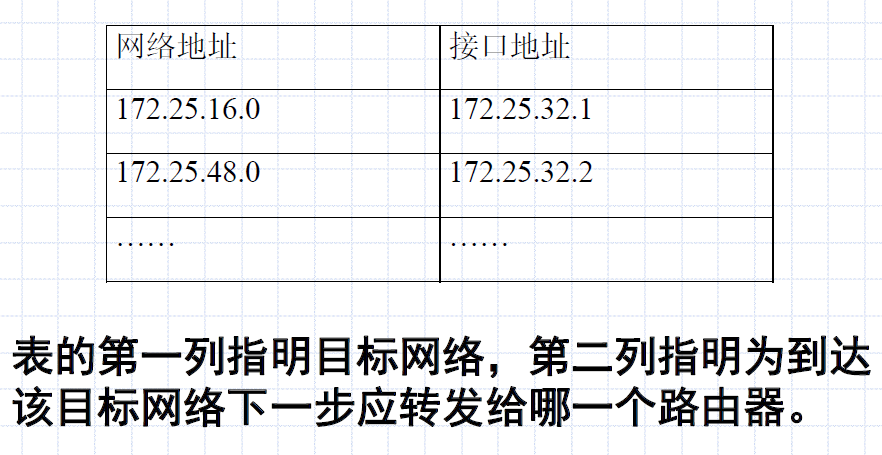 网络地址 接口地址
172.25.16.0 172.25.32.1
172.25.48.0 172.25.32.2
…… ……
表的第一列指明目标网络，第二列指明为到达
该目标网络下一步应转发给哪一个路由器。